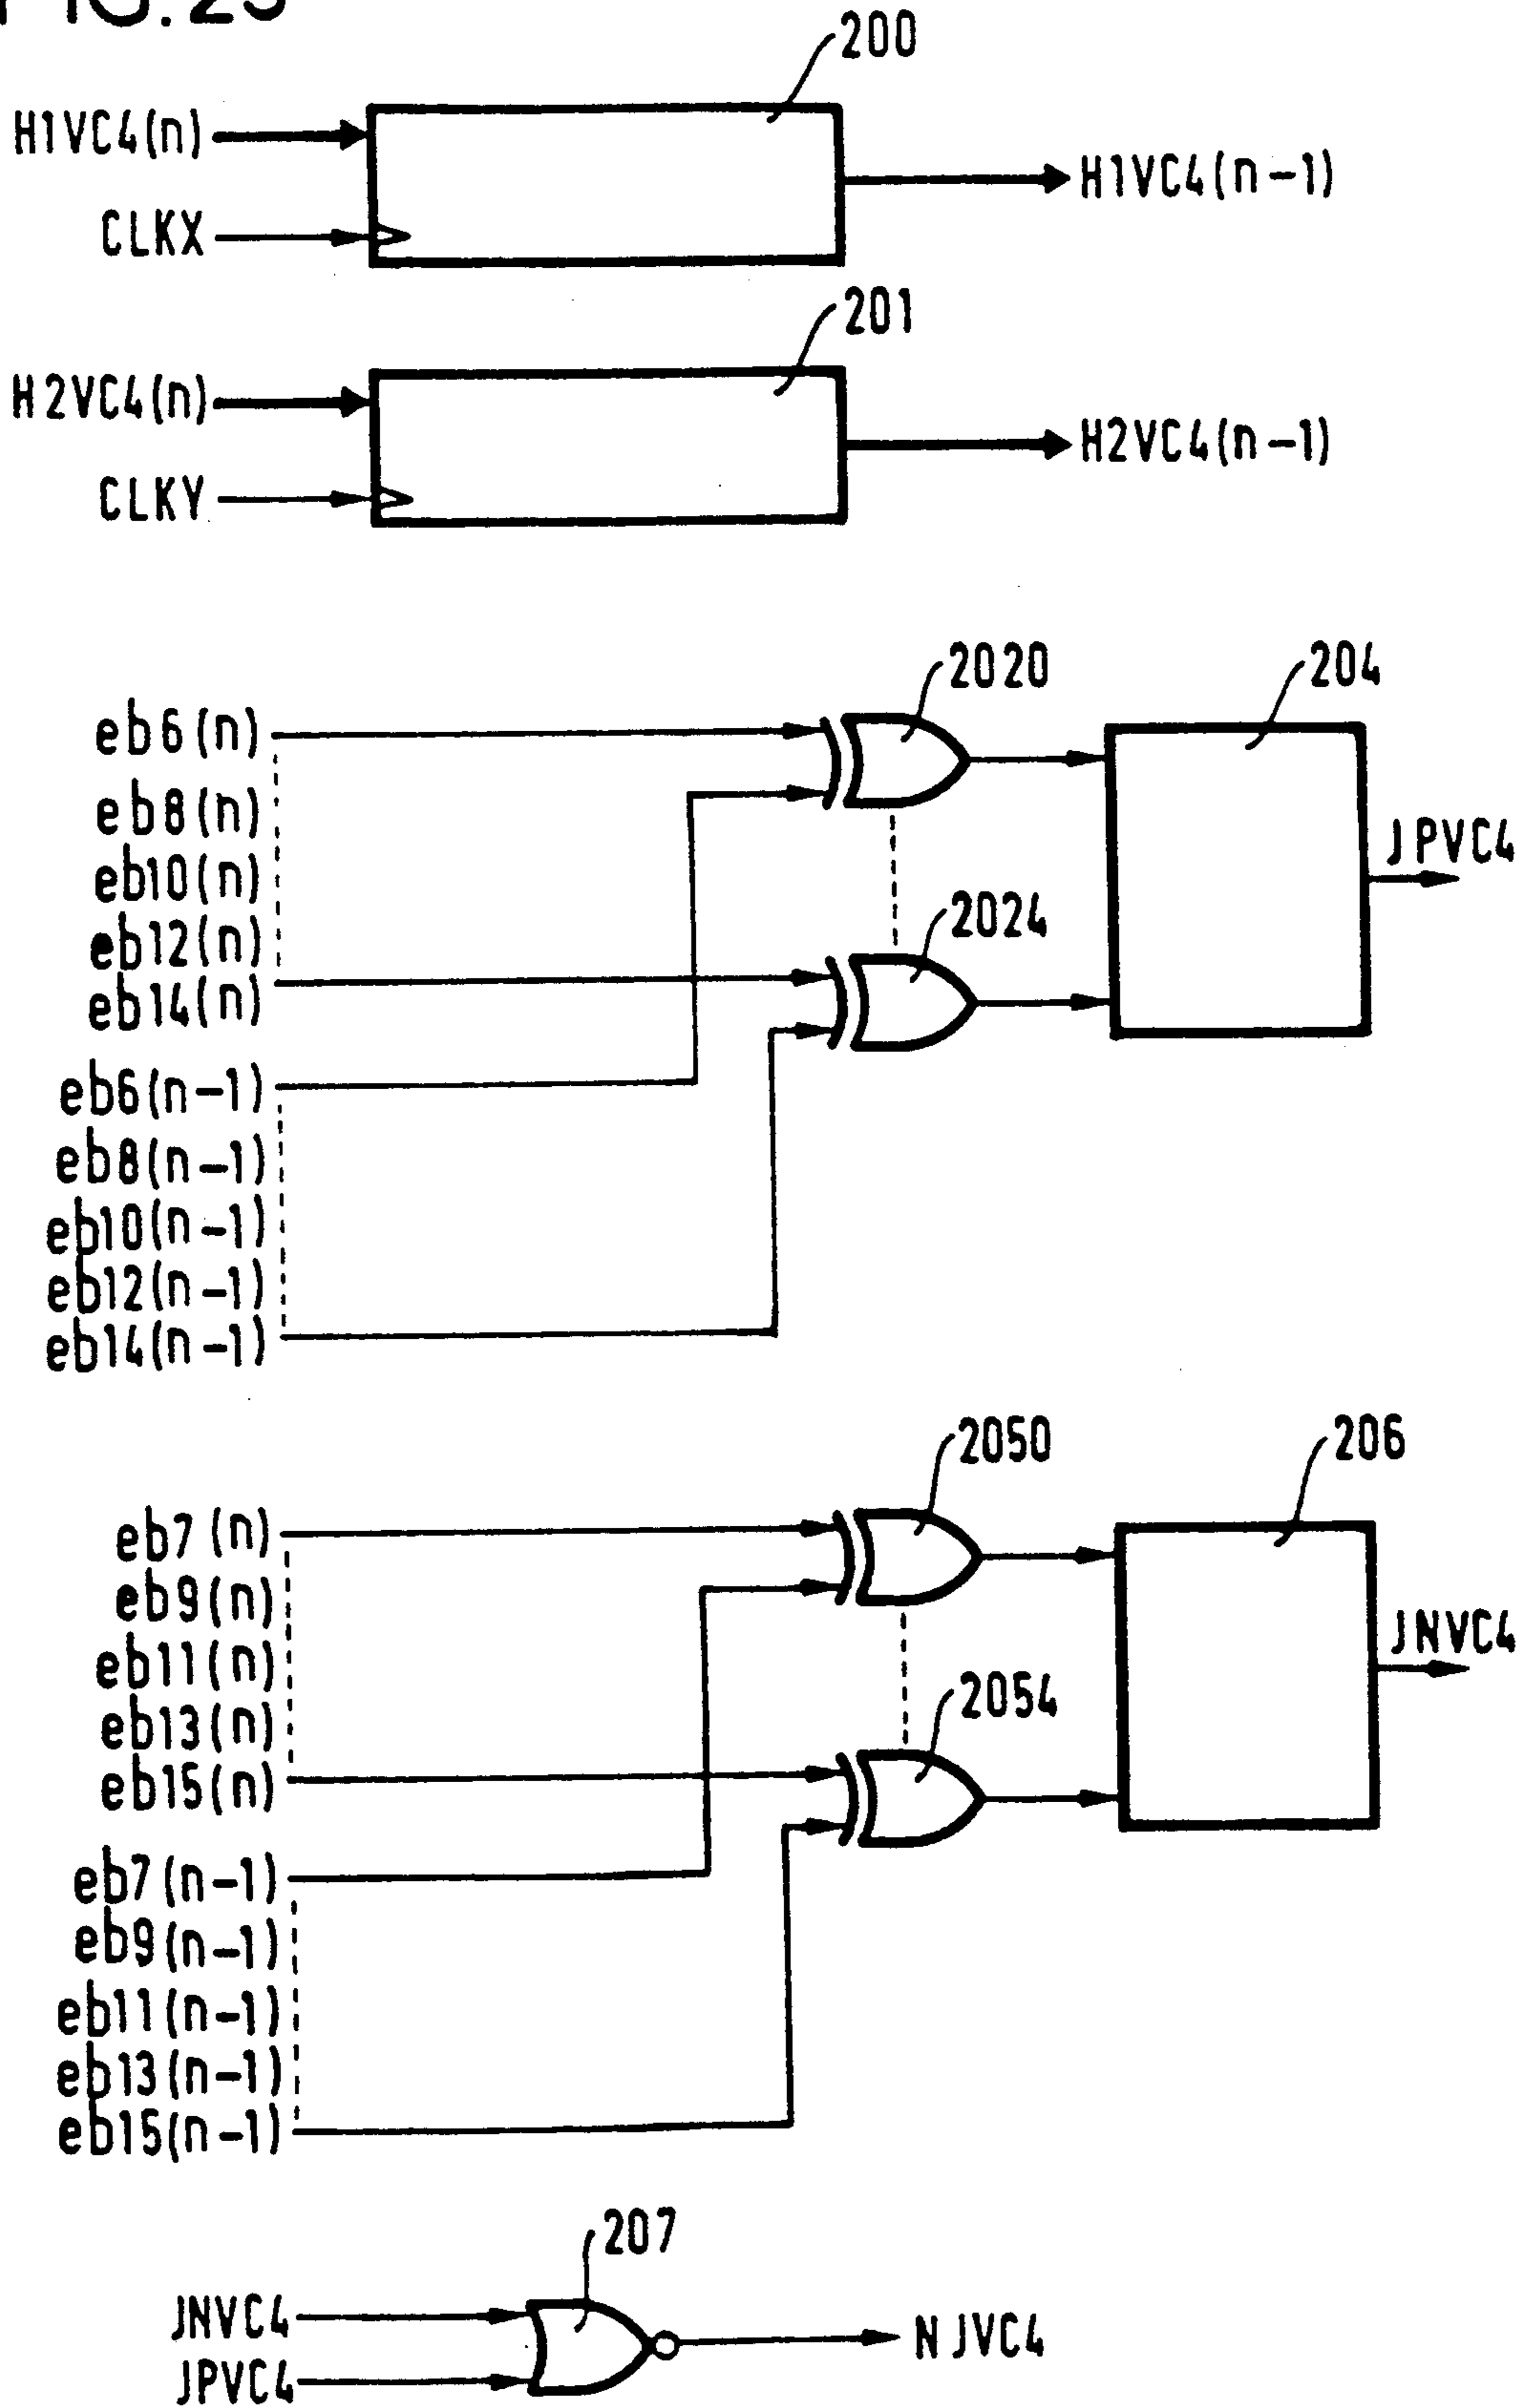 FIG.25
200
H1VC4(n)
H1VC4(n-1)
CLKX
201
H2VC4(n)
H2VC4(n-1)
CLKY
2020
204
eb6(n)
eb8(n)
JPVC4
eb10(n)
2024
eb12(n)
eb14(n)
eb6(n-1)
eb8(n-1)
eb10(n-1)
eb12(n-1)
eb14(n-1)
2050
206
eb7(n)
eb9(n)
JNVC4
eb11(n)
2054
eb13(n)
eb15(n)
eb7(n-1)
eb9(n-1)
eb11(n-1)
eb13(n-1)
eb15(n-1)
207
JNVC4
NJVC4
JPVC4